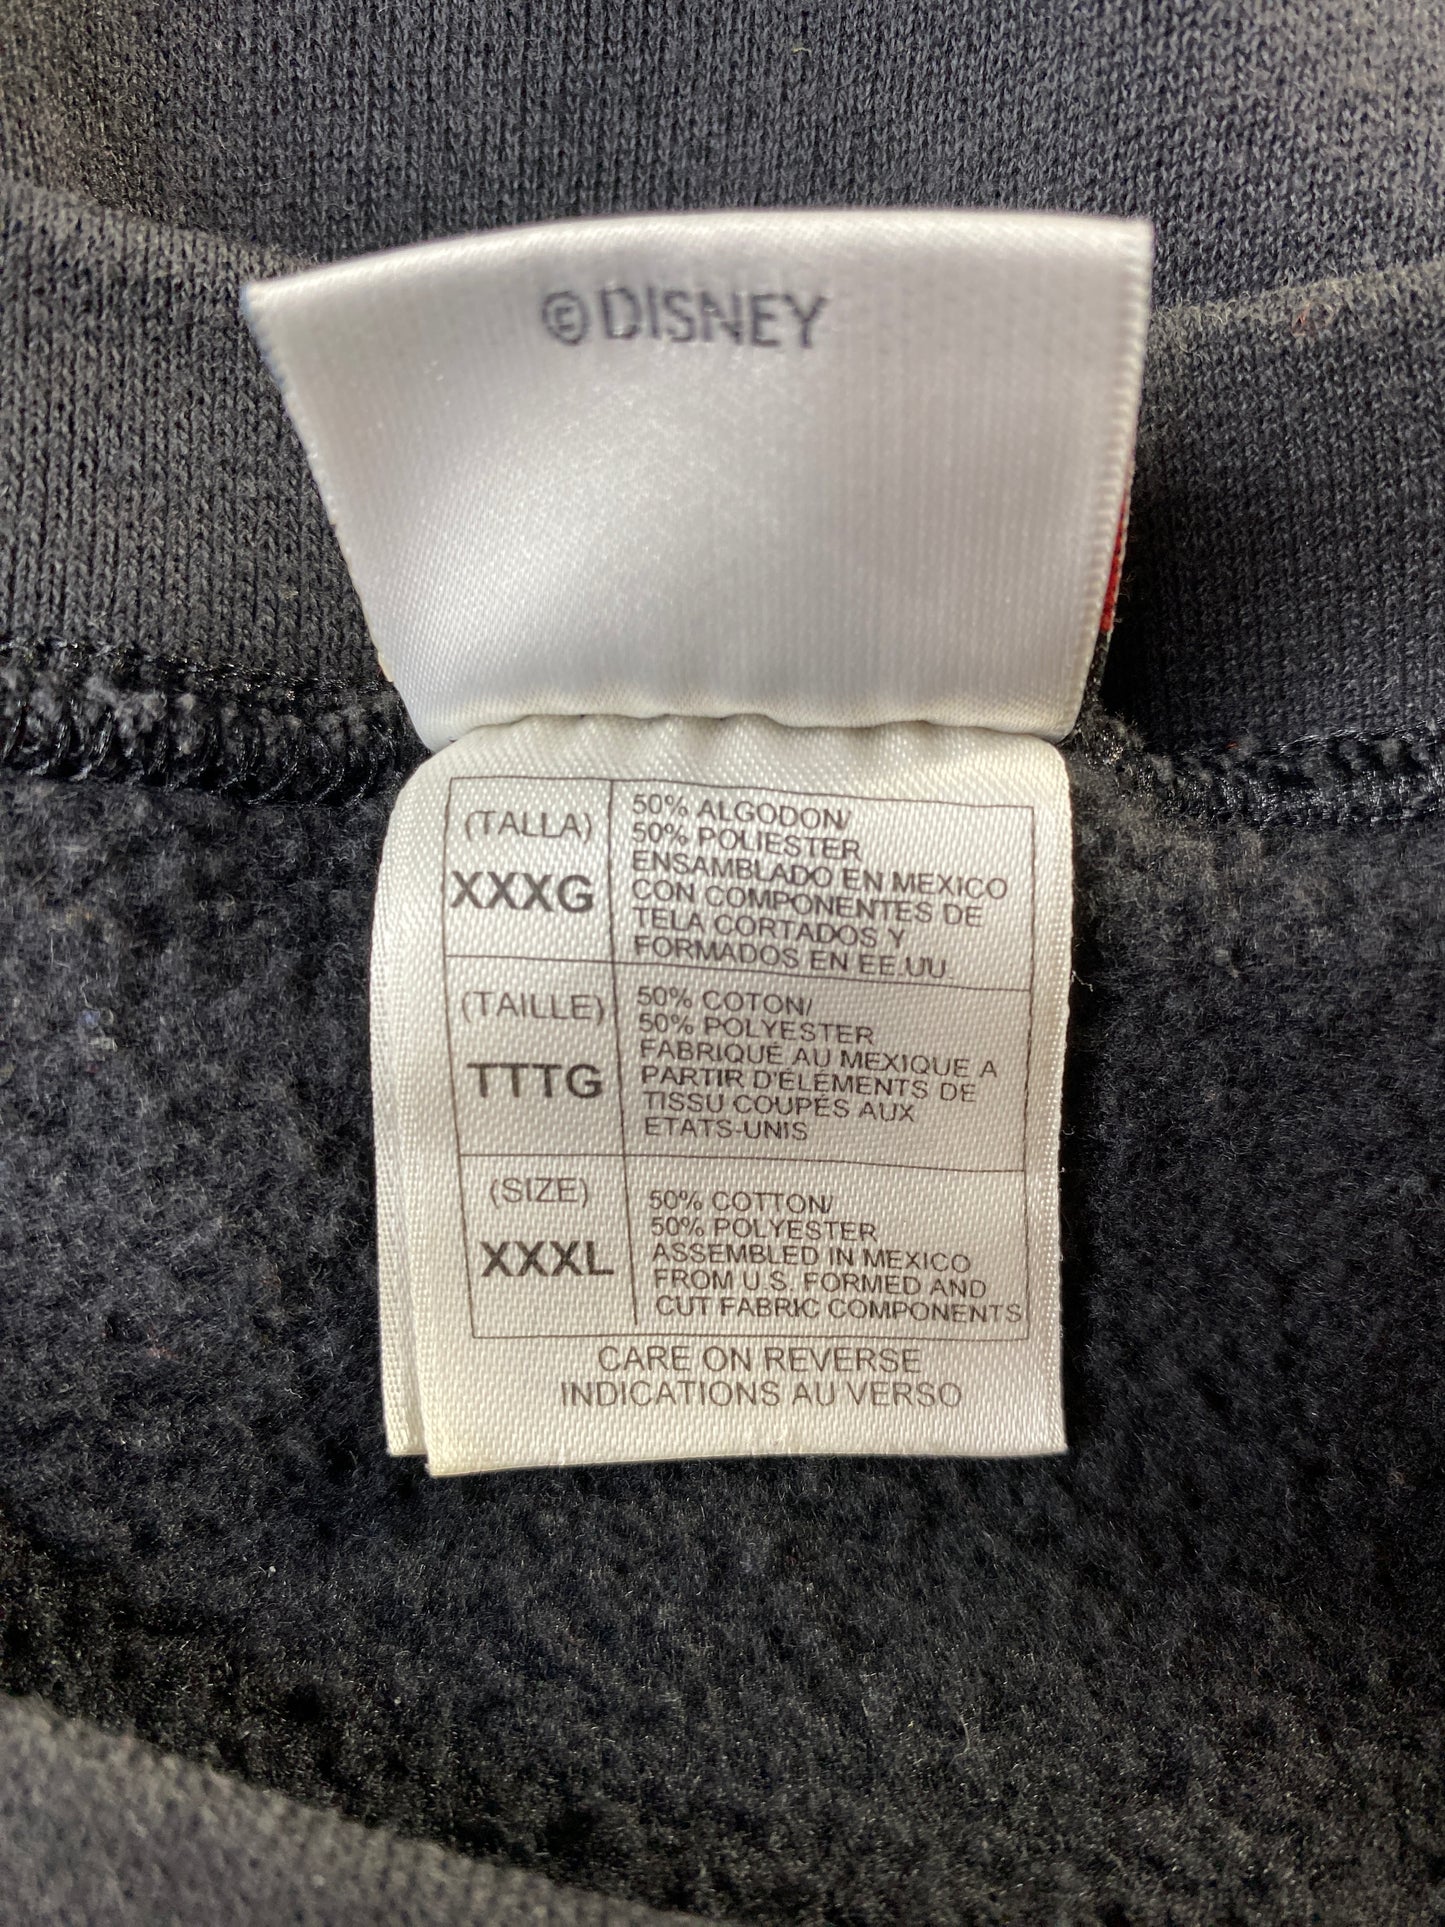 ©DISNEY
(TALLA)
XXXG
50% ALGODON/
50% POLIESTER
ENSAMBLADO EN MEXICO
CON COMPONENTES DE
TELA CORTADOS Y
FORMADOS EN EE.UU.
(TAILLE)
TTTG
50% COTON/
50% POLYESTER
FABRIQUÉ AU MEXIQUE A
PARTIR D'ÉLÉMENTS DE
TISSU COUPÉS AUX
ETATS-UNIS
(SIZE)
XXXL
50% COTTON/
50% POLYESTER
ASSEMBLED IN MEXICO
FROM U.S. FORMED AND
CUT FABRIC COMPONENTS
CARE ON REVERSE
INDICATIONS AU VERSO